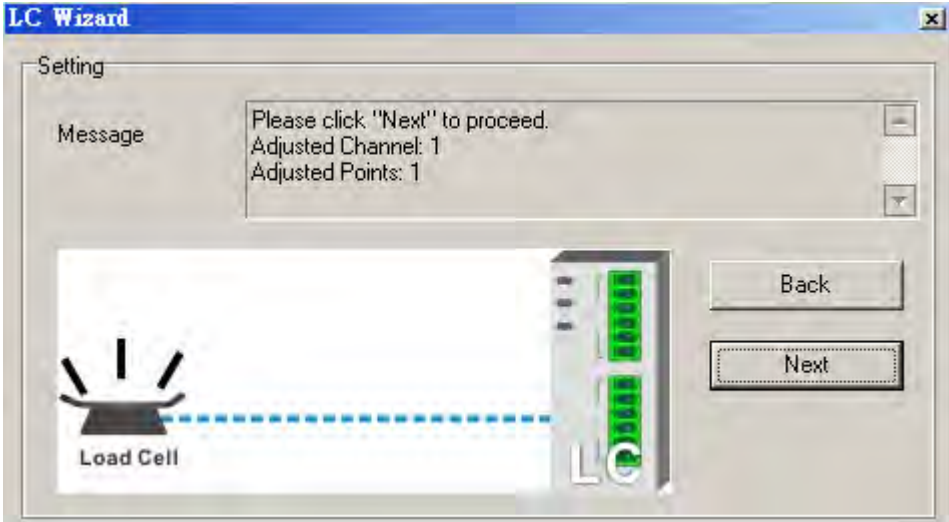 LC Wizard
Setting
Message
Please click "Next" to proceed.
Adjusted Channel: 1
Adjusted Points: 1
Back
Next
Load Cell
LC